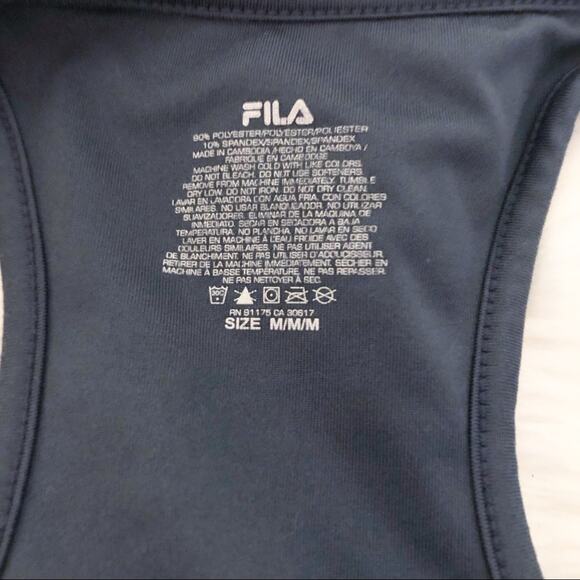 FILA
90% POLYESTER/POLYESTER/POLIESTER
10% SPANDEX/SPANDEX/SPANDEX
MADE IN CAMBODIA/HECHO EN CAMBOYA/
FABRIQUE EN CAMBODGE
MACHINE WASH COLD WITH LIKE COLORS.
DO NOT BLEACH. DO NOT USE SOFTENERS.
REMOVE FROM MACHINE IMMEDIATELY. TUMBLE
DRY LOW. DO NOT IRON. DO NOT DRY CLEAN.
LAVAR EN LAVADORA CON AGUA FRIA. CON COLORES
SIMILARES. NO USAR BLANQUEADOR. NO UTILIZAR
SUAVIZADORES. ELIMINAR DE LA MAQUINA DE
INMEDIATO. SECAR EN SECADORA A BAJA
TEMPERATURA. NO PLANCHA. NO LAVAR EN SECO
LAVER EN MACHINE À L'EAU FROIDE AVEC DES
COULEURS SIMILAIRES. NE PAS UTILISER AGENT
DE BLANCHIMENT. NE PAS UTILISER D'ADOUCISSEUR.
RETIRER DE LA MACHINE IMMÉDIATEMENT. SÉCHER EN
MACHINE À BASSE TEMPÉRATURE. NE PAS REPASSER.
NE PAS NETTOYER À SEC.
30C
RN 91175 CA 30617
SIZE M/M/M